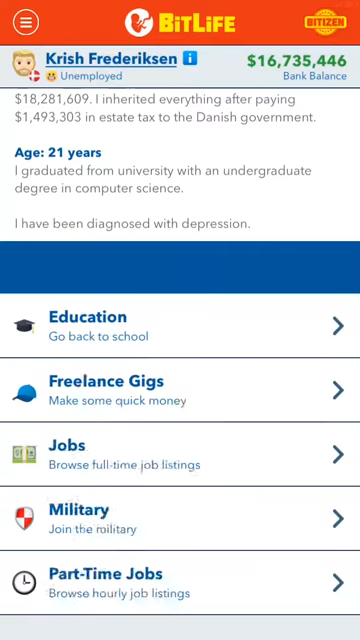 BitLife
BITIZEN
Krish Frederiksen i
$16,735,446
Unemployed
Bank Balance
$18,281,609. I inherited everything after paying
$1,493,303 in estate tax to the Danish government.
Age: 21 years
I graduated from university with an undergraduate
degree in computer science.
I have been diagnosed with depression.
Education
Go back to school
Freelance Gigs
Make some quick money
Jobs
Browse full-time job listings
Military
Join the military
Part-Time Jobs
Browse hourly job listings